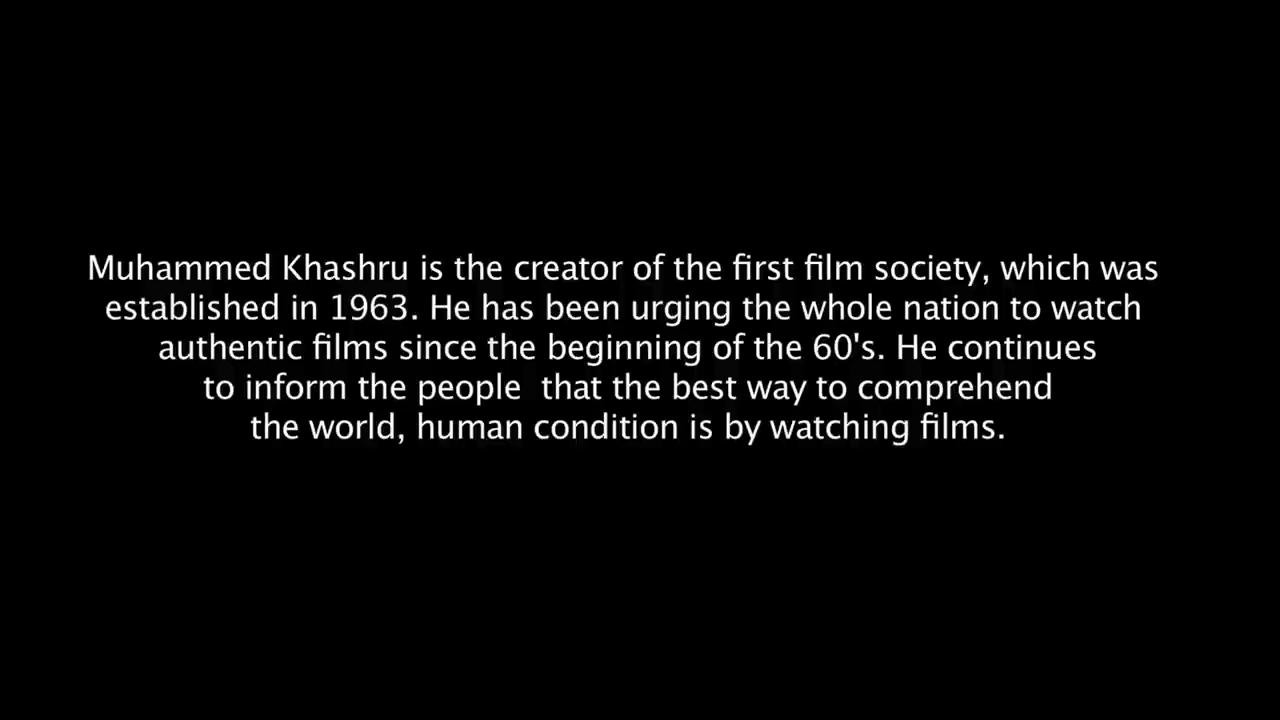 Muhammed Khashru is the creator of the first film society, which was
established in 1963. He has been urging the whole nation to watch
authentic films since the beginning of the 60's. He continues
to inform the people  that the best way to comprehend
the world, human condition is by watching films.